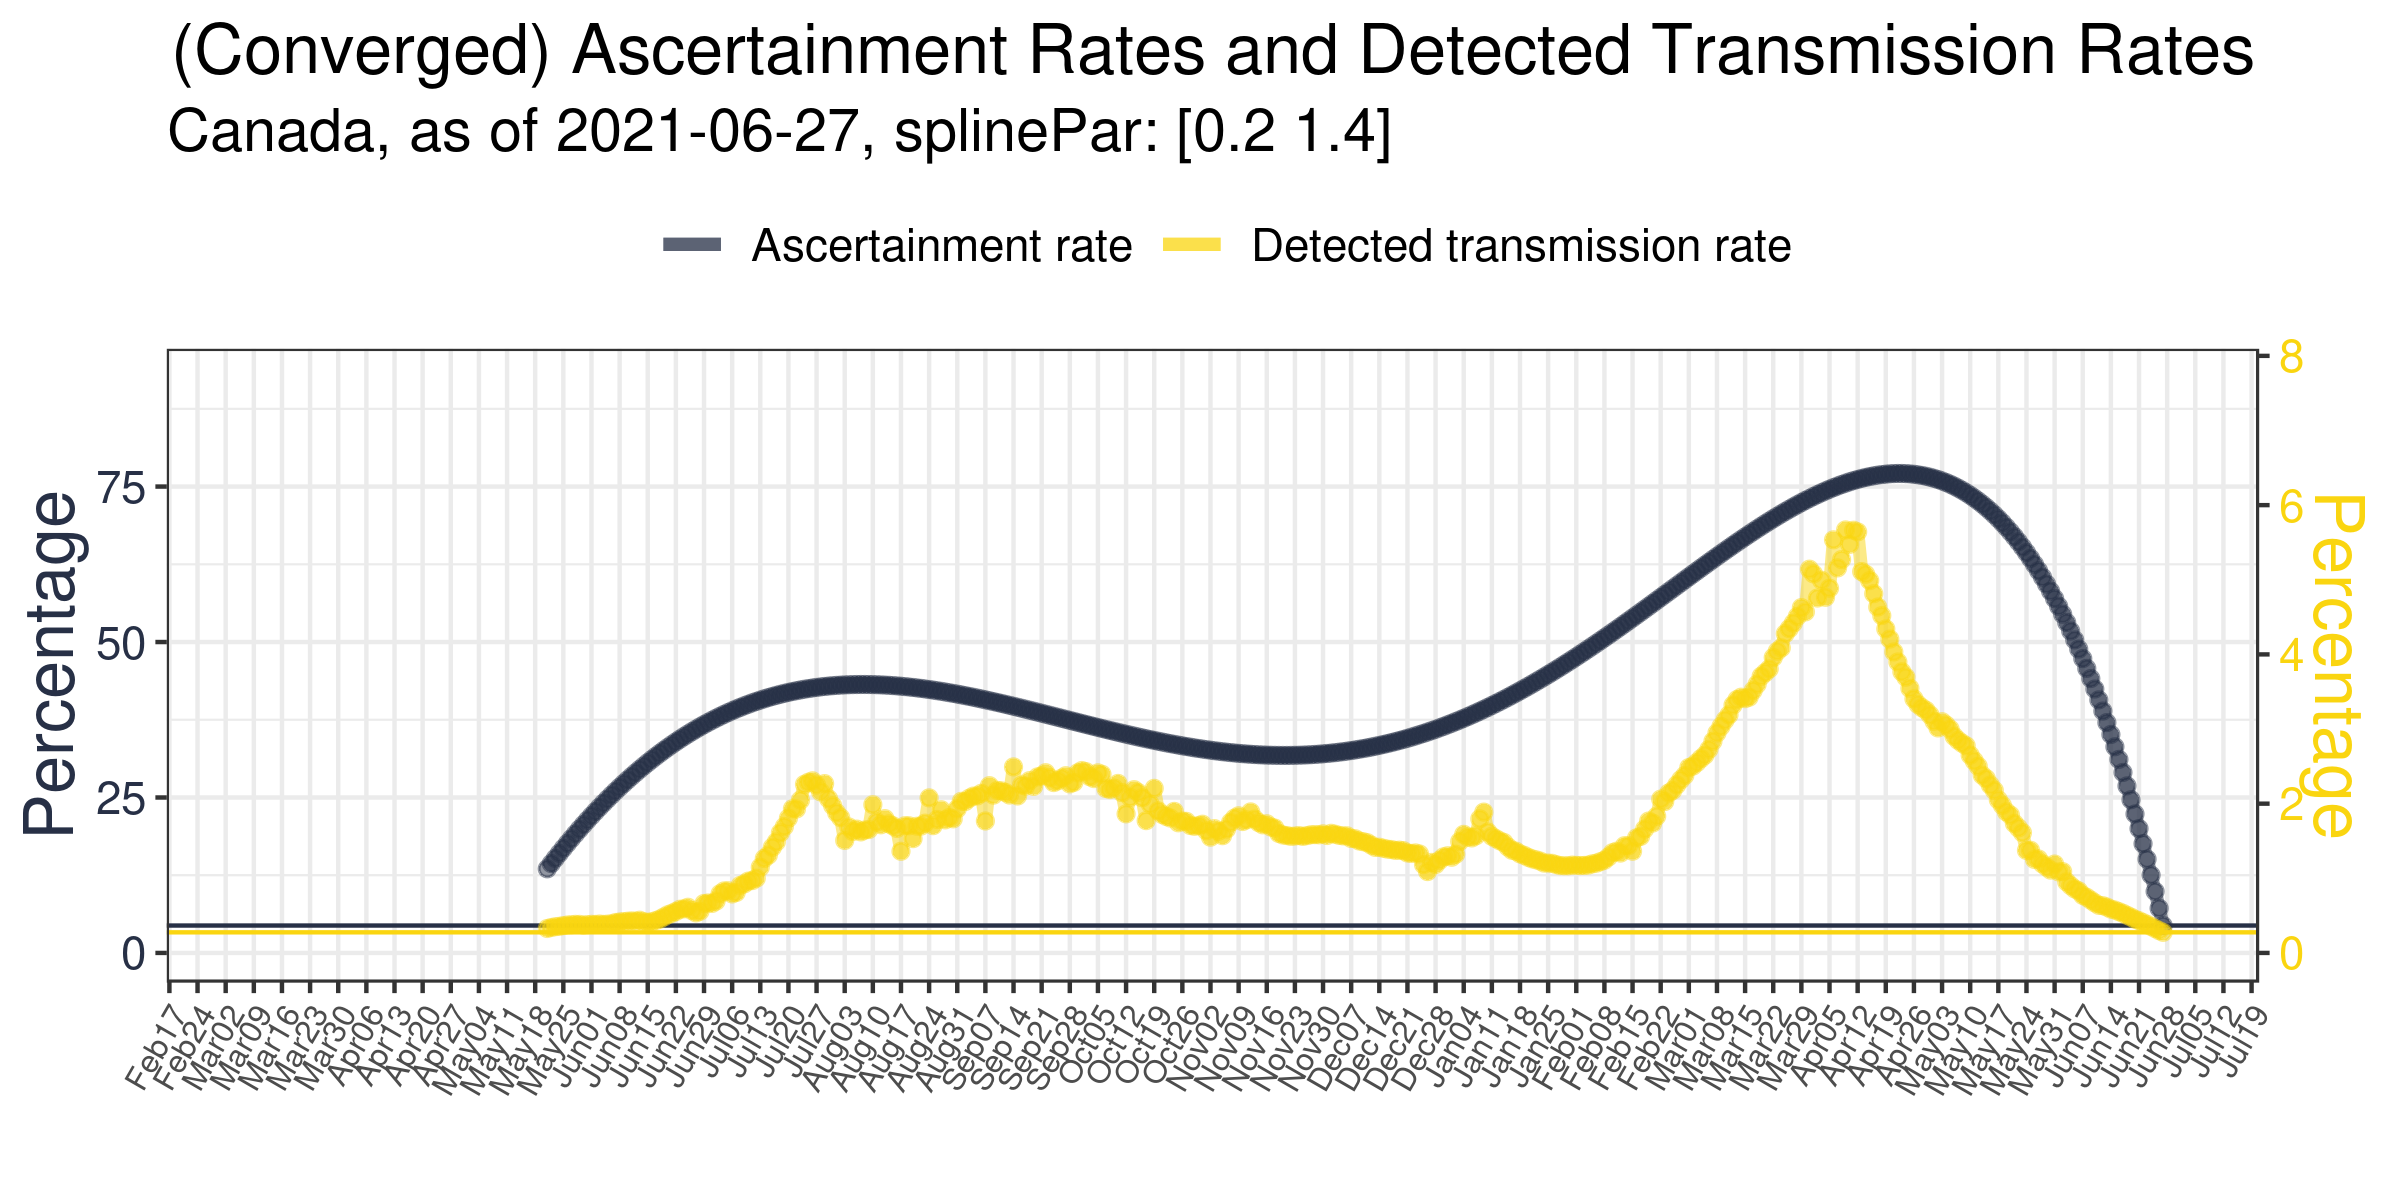 (Converged) Ascertainment Rates and Detected Transmission Rates
Canada, as of 2021-06-27, splinePar: [0.2 1.4]
Ascertainment rate
Detected transmission rate
Percentage
75
50
25
0
8
6
4
2
0
Percentage
Feb17
Feb24
Mar02
Mar09
Mar16
Mar23
Mar30
Apr06
Apr13
Apr20
Apr27
May04
May11
May18
May25
Jun01
Jun08
Jun15
Jun22
Jun29
Jul06
Jul13
Jul20
Jul27
Aug03
Aug10
Aug17
Aug24
Aug31
Sep07
Sep14
Sep21
Sep28
Oct05
Oct12
Oct19
Oct26
Nov02
Nov09
Nov16
Nov23
Nov30
Dec07
Dec14
Dec21
Dec28
Jan04
Jan11
Jan18
Jan25
Feb01
Feb08
Feb15
Feb22
Mar01
Mar08
Mar15
Mar22
Mar29
Apr05
Apr12
Apr19
Apr26
May03
May10
May17
May24
May31
Jun07
Jun14
Jun21
Jun28
Jul05
Jul12
Jul19